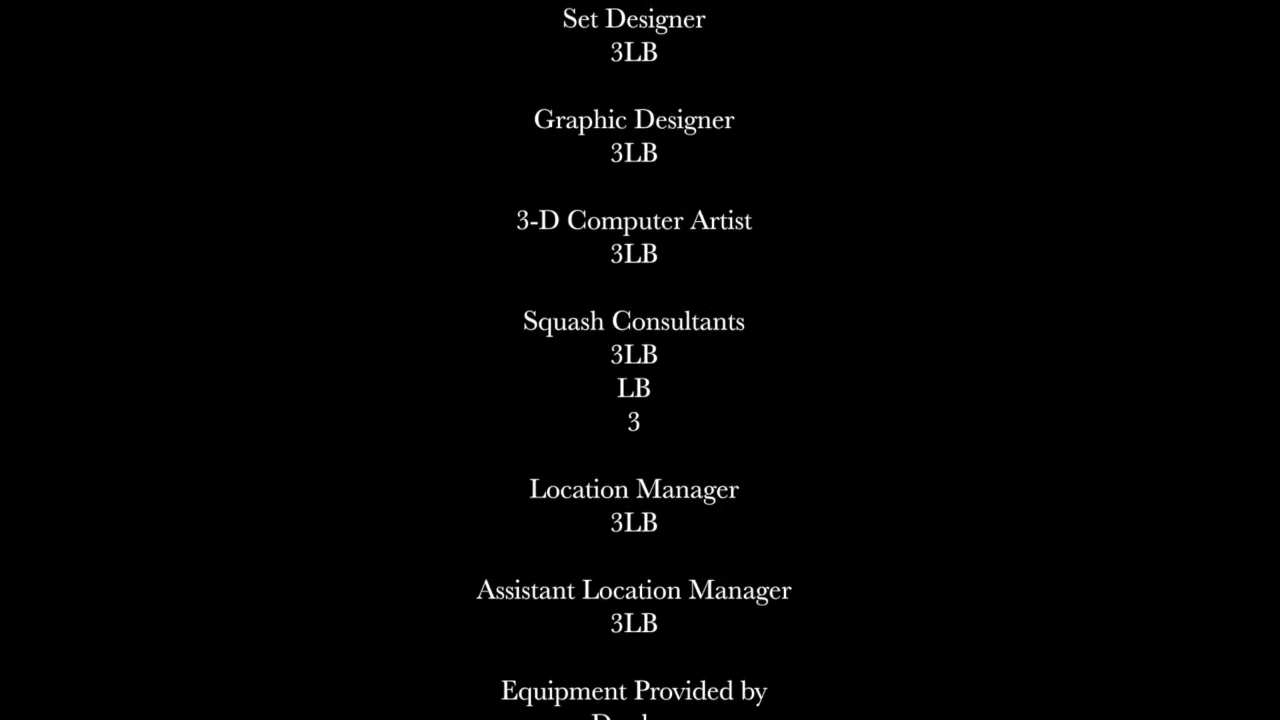 Set Designer
3LB
Graphic Designer
3LB
3-D Computer Artist
3LB
Squash Consultants
3LB
LB
3
Location Manager
3LB
Assistant Location Manager
3LB
Equipment Provided by